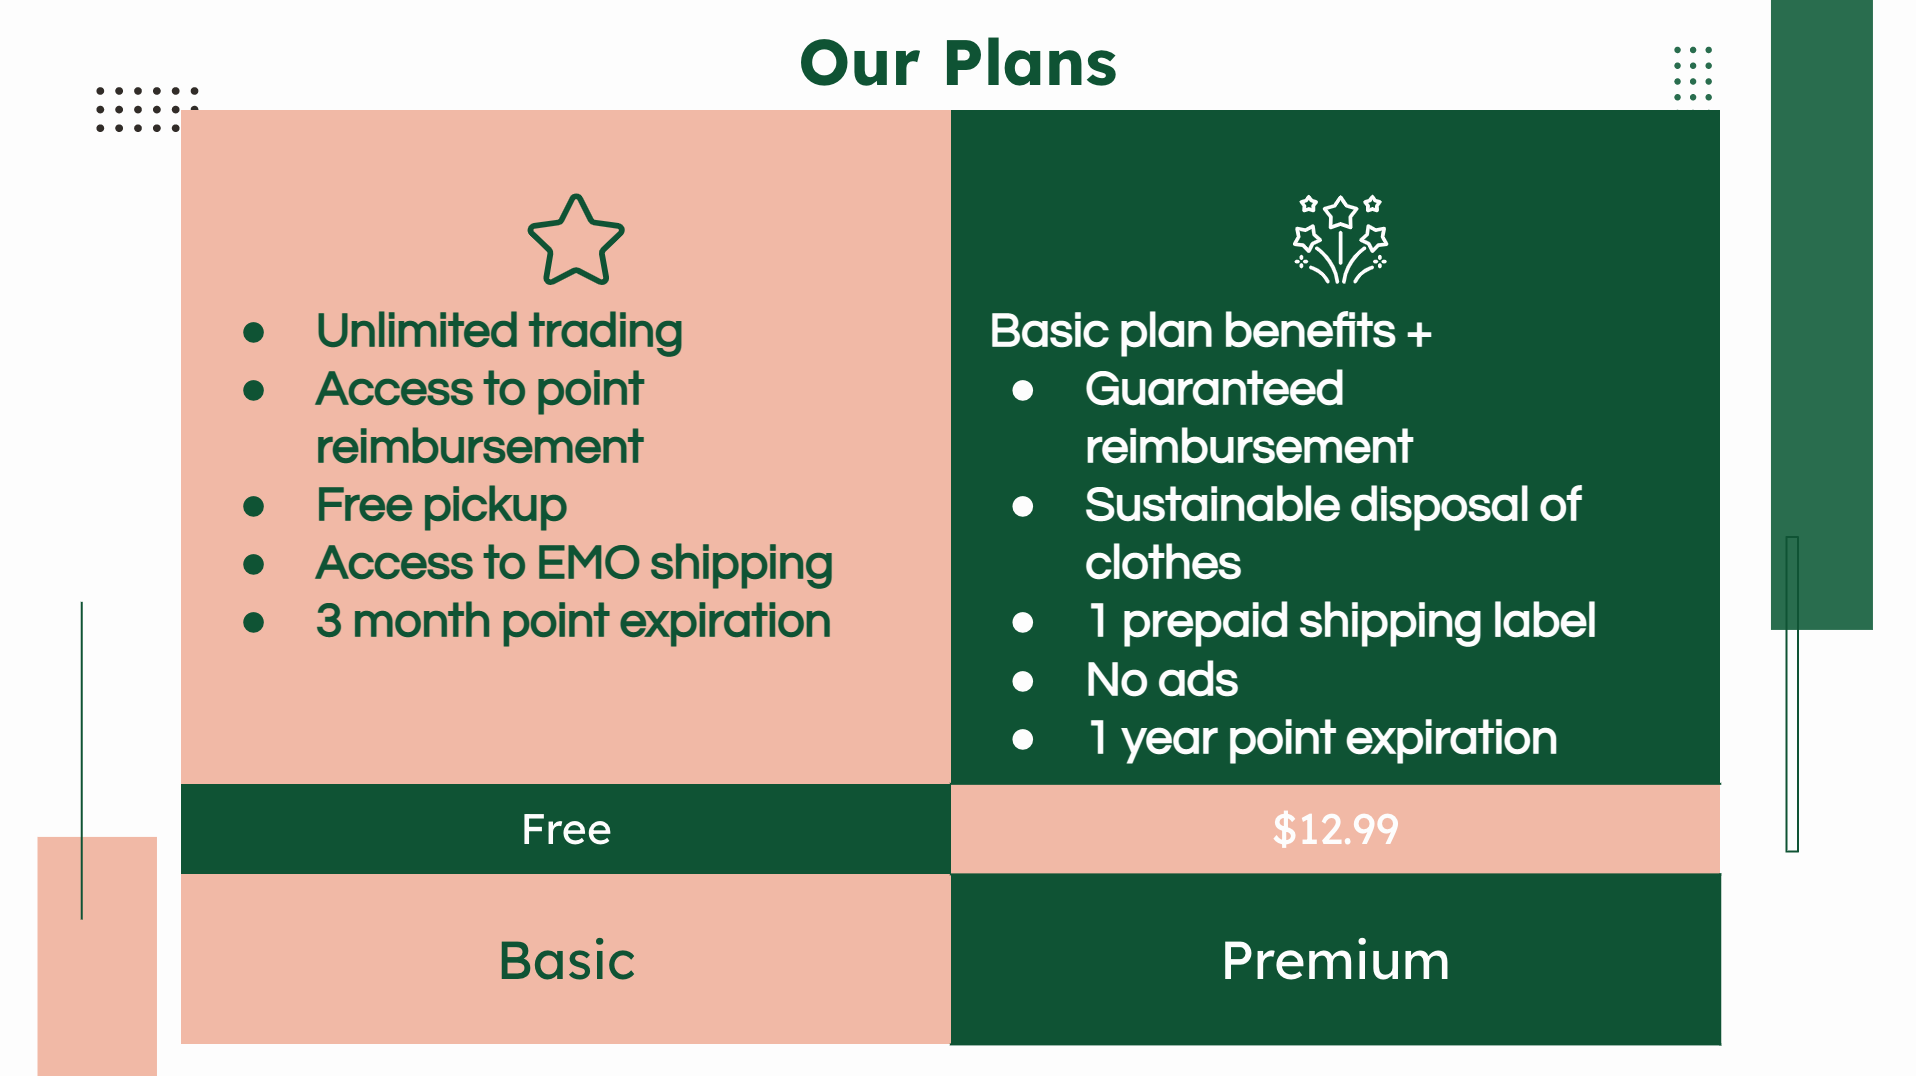 Our Plans
● Unlimited trading
● Access to point
reimbursement
● Free pickup
● Access to EMO shipping
● 3 month point expiration
Free
Basic
Basic plan benefits +
● Guaranteed
reimbursement
● Sustainable disposal of
clothes
● 1 prepaid shipping label
● No ads
● 1 year point expiration
$12.99
Premium